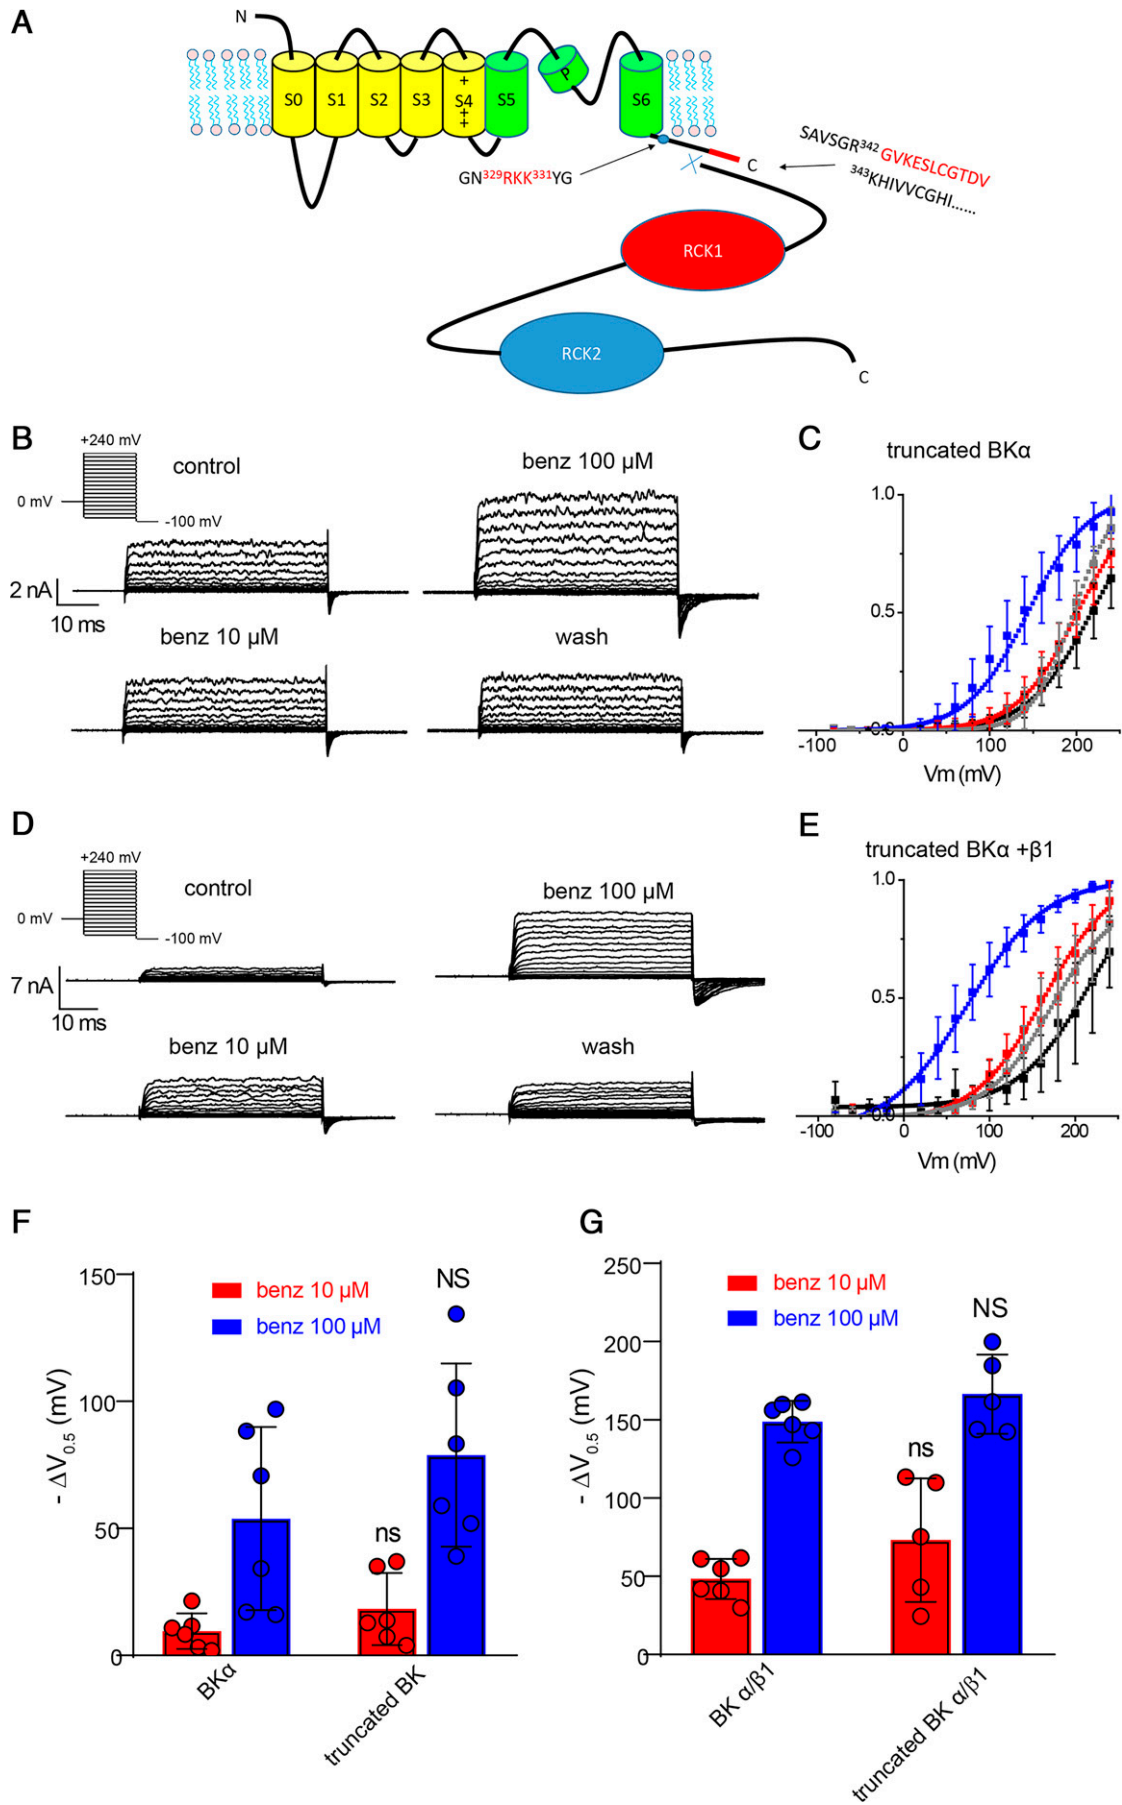 A
N
S0 S1 S2 S3 S4 S5 P S6
+
+
+
GN³²⁹RKK³³¹YG
C
SAVSGR³⁴²GVKESLCGTDV
³⁴³KHIVVCGHI......
RCK1
RCK2
C
B
+240 mV
0 mV
-100 mV
control
benz 100 µM
2 nA
10 ms
benz 10 µM
wash
C
truncated BKα
1.0
0.5
0.0
-100 0 100 200
Vm (mV)
D
+240 mV
0 mV
-100 mV
control
benz 100 µM
7 nA
10 ms
benz 10 µM
wash
E
truncated BKα +β1
1.0
0.5
0.0
-100 0 100 200
Vm (mV)
F
150
100
50
0
- ΔV0.5 (mV)
benz 10 µM
benz 100 µM
ns
NS
BKα
truncated BK
G
250
200
150
100
50
0
- ΔV0.5 (mV)
benz 10 µM
benz 100 µM
ns
NS
BK α/β1
truncated BK α/β1